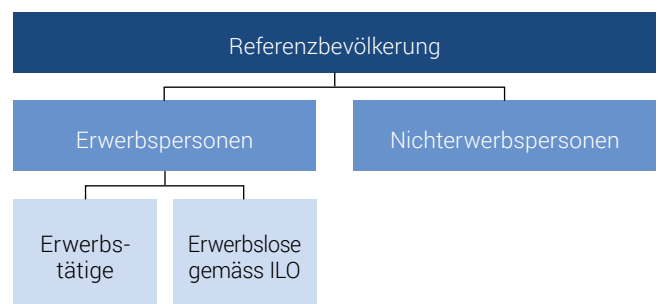 Referenzbevölkerung
Erwerbspersonen
Nichterwerbspersonen
Erwerbs-
tätige
Erwerbslose
gemäss ILO